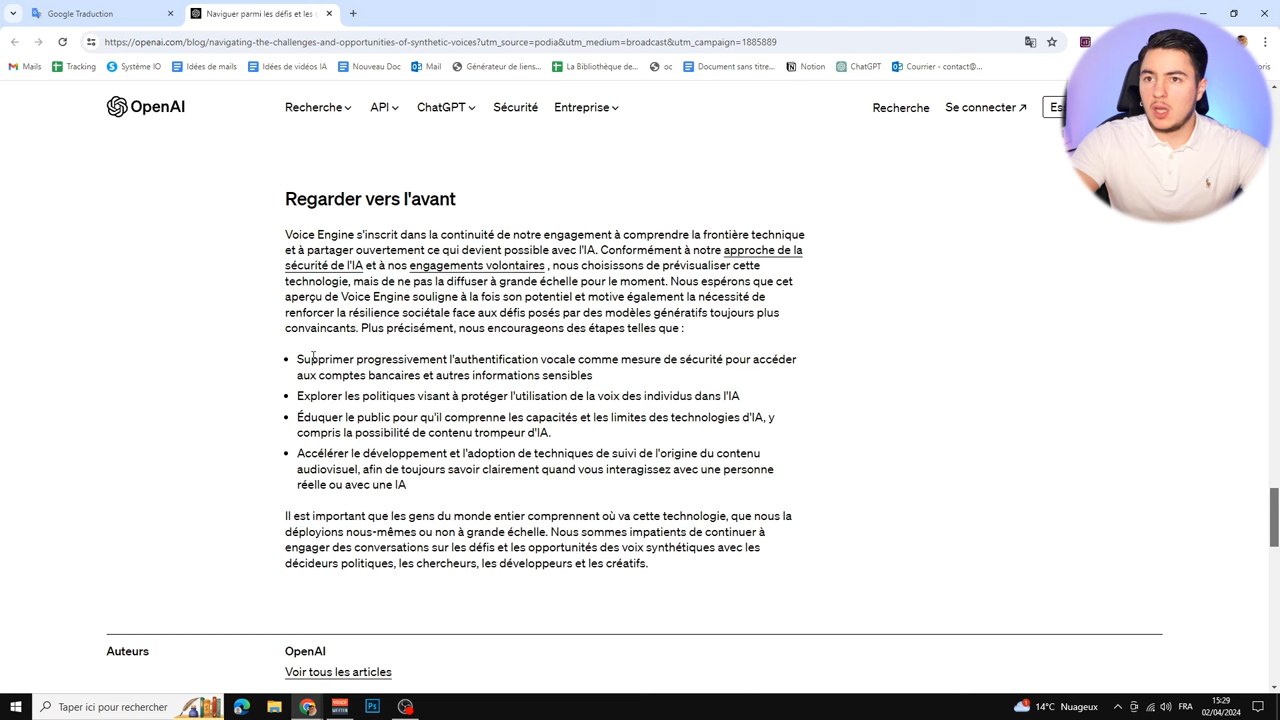 Google Traduction
Naviguer parmi les défis et les
https://openai.com/blog/navigating-the-challenges-and-opportunities-of-synthetic-voices?utm_source=podia&utm_medium=broadcast&utm_campaign=1885889
Mails
Tracking
Système IO
Idées de mails
Idées de vidéos IA
Nouveau Doc
Mail
Générateur de liens...
La Bibliothèque de...
oc
Document sans titre...
Notion
ChatGPT
Courrier - contact@...
OpenAI
Recherche
API
ChatGPT
Sécurité
Entreprise
Recherche
Se connecter ↗
Regarder vers l'avant
Voice Engine s'inscrit dans la continuité de notre engagement à comprendre la frontière technique
et à partager ouvertement ce qui devient possible avec l'IA. Conformément à notre approche de la
sécurité de l'IA et à nos engagements volontaires , nous choisissons de prévisualiser cette
technologie, mais de ne pas la diffuser à grande échelle pour le moment. Nous espérons que cet
aperçu de Voice Engine souligne à la fois son potentiel et motive également la nécessité de
renforcer la résilience sociétale face aux défis posés par des modèles génératifs toujours plus
convaincants. Plus précisément, nous encourageons des étapes telles que :
• Supprimer progressivement l'authentification vocale comme mesure de sécurité pour accéder
aux comptes bancaires et autres informations sensibles
• Explorer les politiques visant à protéger l'utilisation de la voix des individus dans l'IA
• Éduquer le public pour qu'il comprenne les capacités et les limites des technologies d'IA, y
compris la possibilité de contenu trompeur d'IA.
• Accélérer le développement et l'adoption de techniques de suivi de l'origine du contenu
audiovisuel, afin de toujours savoir clairement quand vous interagissez avec une personne
réelle ou avec une IA
Il est important que les gens du monde entier comprennent où va cette technologie, que nous la
déployions nous-mêmes ou non à grande échelle. Nous sommes impatients de continuer à
engager des conversations sur les défis et les opportunités des voix synthétiques avec les
décideurs politiques, les chercheurs, les développeurs et les créatifs.
Auteurs
OpenAI
Voir tous les articles
Taper ici pour rechercher
14°C Nuageux
FRA
15:29
02/04/2024